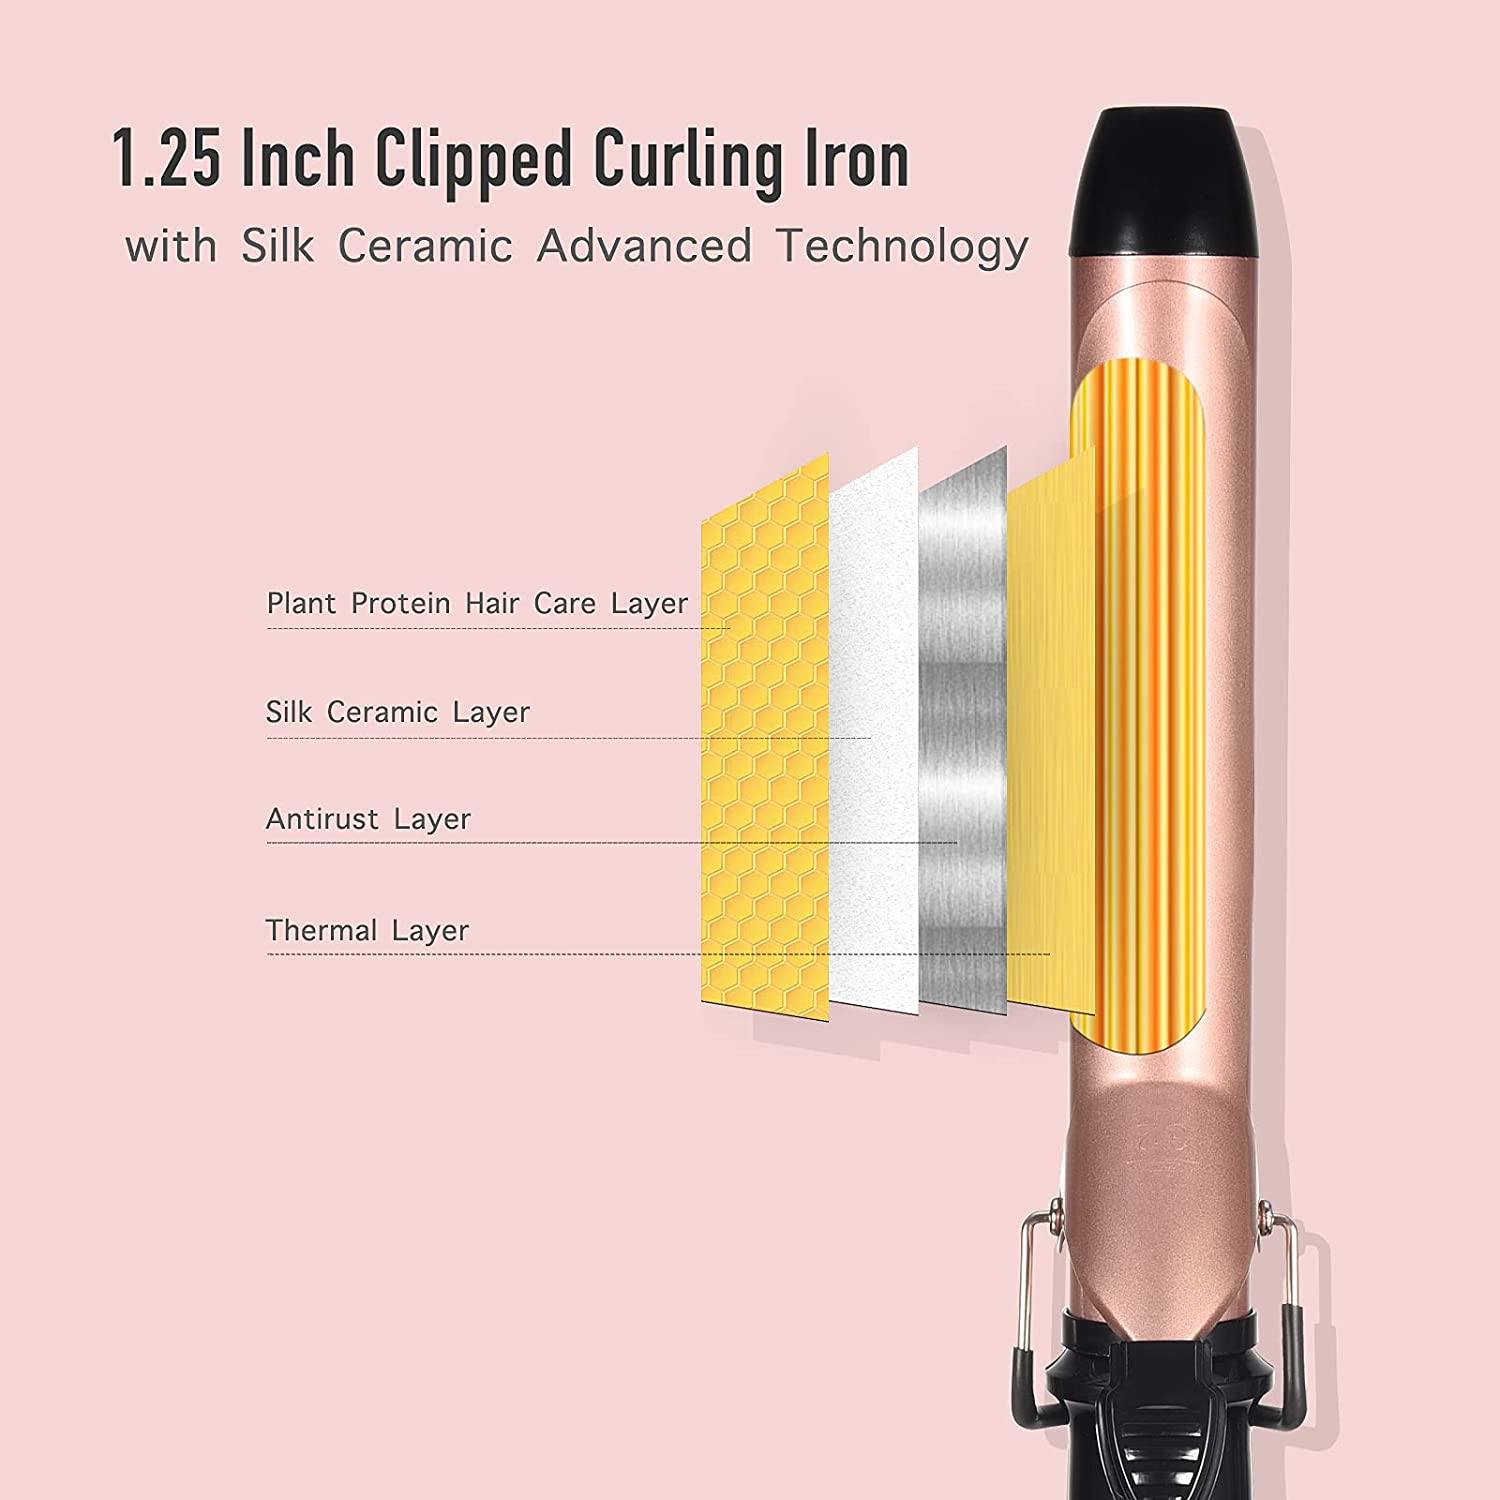 1.25 Inch Clipped Curling Iron
with Silk Ceramic Advanced Technology
Plant Protein Hair Care Layer
Silk Ceramic Layer
Antirust Layer
Thermal Layer
32